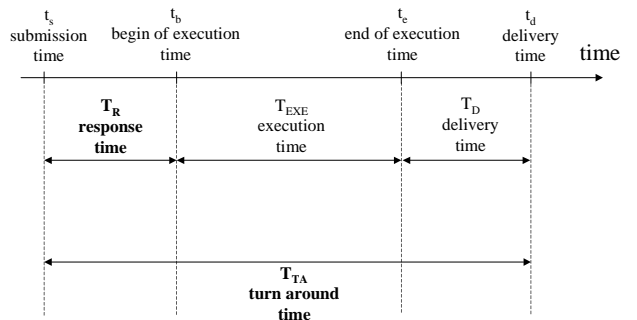 t_s
submission
time
t_b
begin of execution
time
t_e
end of execution
time
t_d
delivery
time
time
T_R
response
time
T_EXE
execution
time
T_D
delivery
time
T_TA
turn around
time